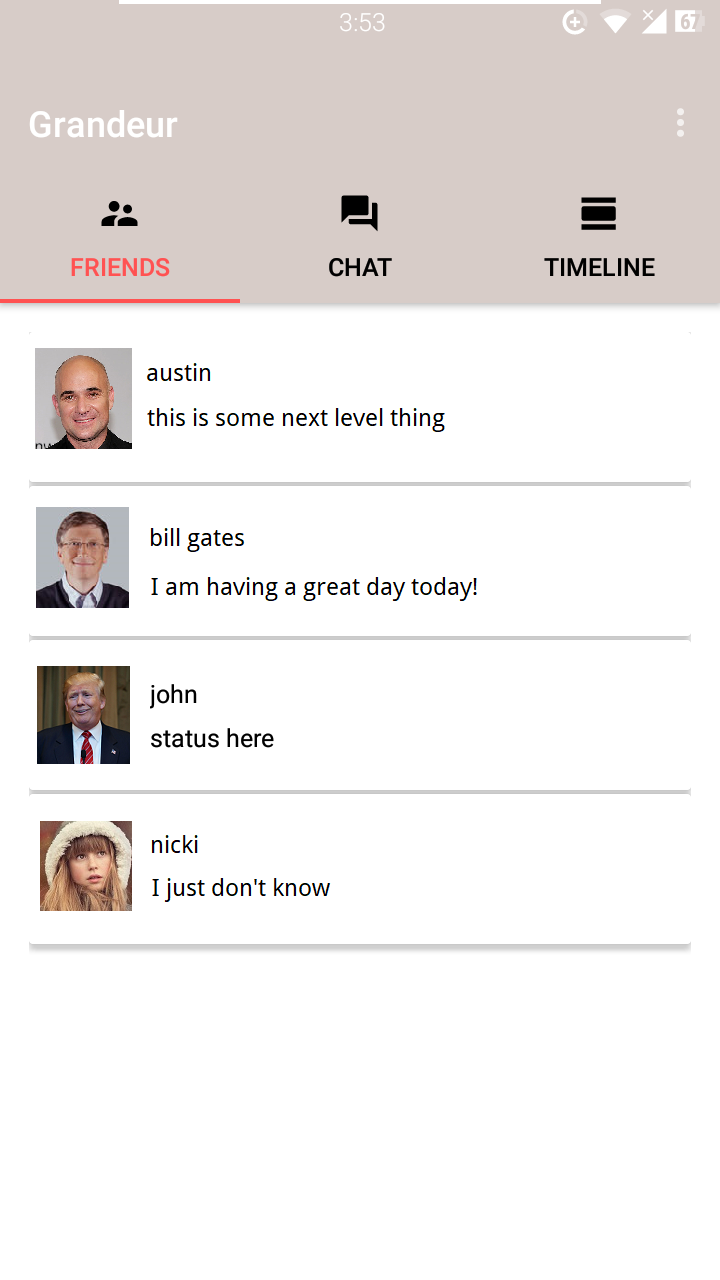 3:53
67
Grandeur
FRIENDS
CHAT
TIMELINE
austin
this is some next level thing
bill gates
I am having a great day today!
john
status here
nicki
I just don't know